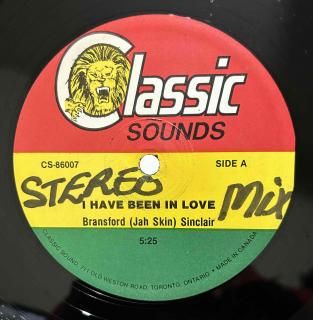 Classic
SOUNDS
CS-86007
SIDE A
STEREO
Mix
I HAVE BEEN IN LOVE
Bransford (Jah Skin) Sinclair
5:25
CLASSIC SOUND, 711 OLD WESTON ROAD, TORONTO, ONTARIO • MADE IN CANADA